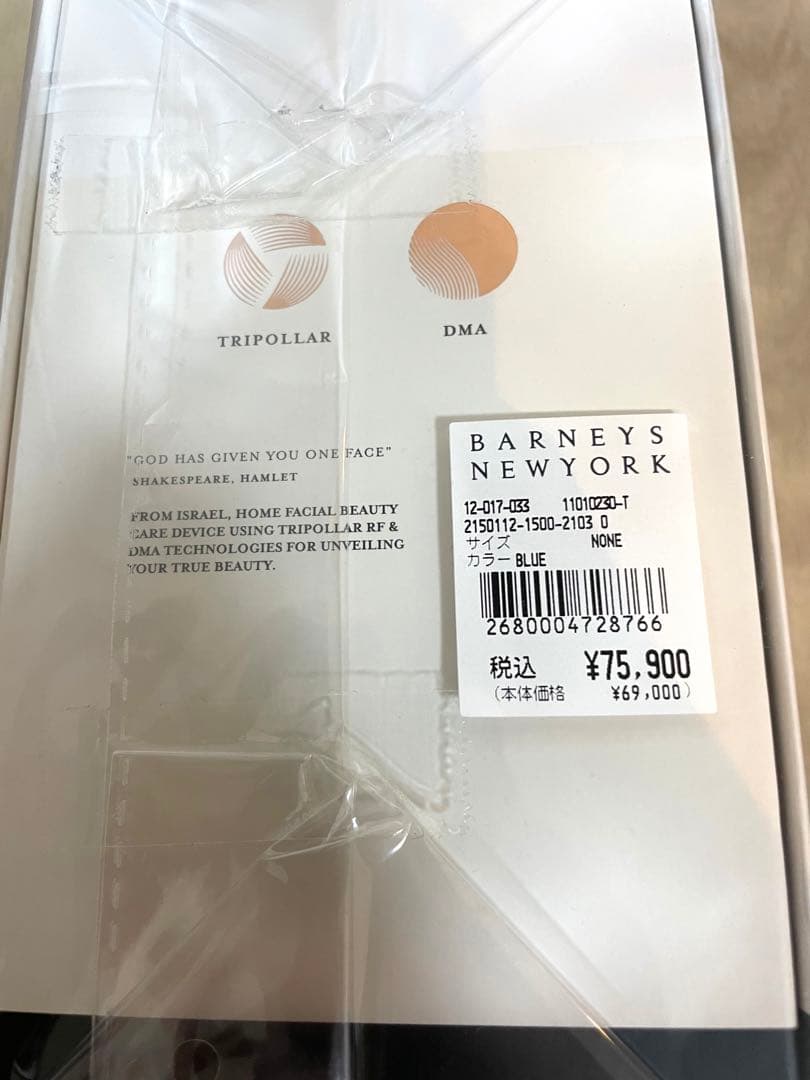 TRIPOLLAR
DMA
"GOD HAS GIVEN YOU ONE FACE"
SHAKESPEARE, HAMLET
FROM ISRAEL, HOME FACIAL BEAUTY
CARE DEVICE USING TRIPOLLAR RF &
DMA TECHNOLOGIES FOR UNVEILING
YOUR TRUE BEAUTY.
BARNEYS
NEWYORK
12-017-033 11010230-T
2150112-1500-2103 0
サイズ NONE
カラー BLUE
2680004728766
税込 ¥75,900
(本体価格 ¥69,000)